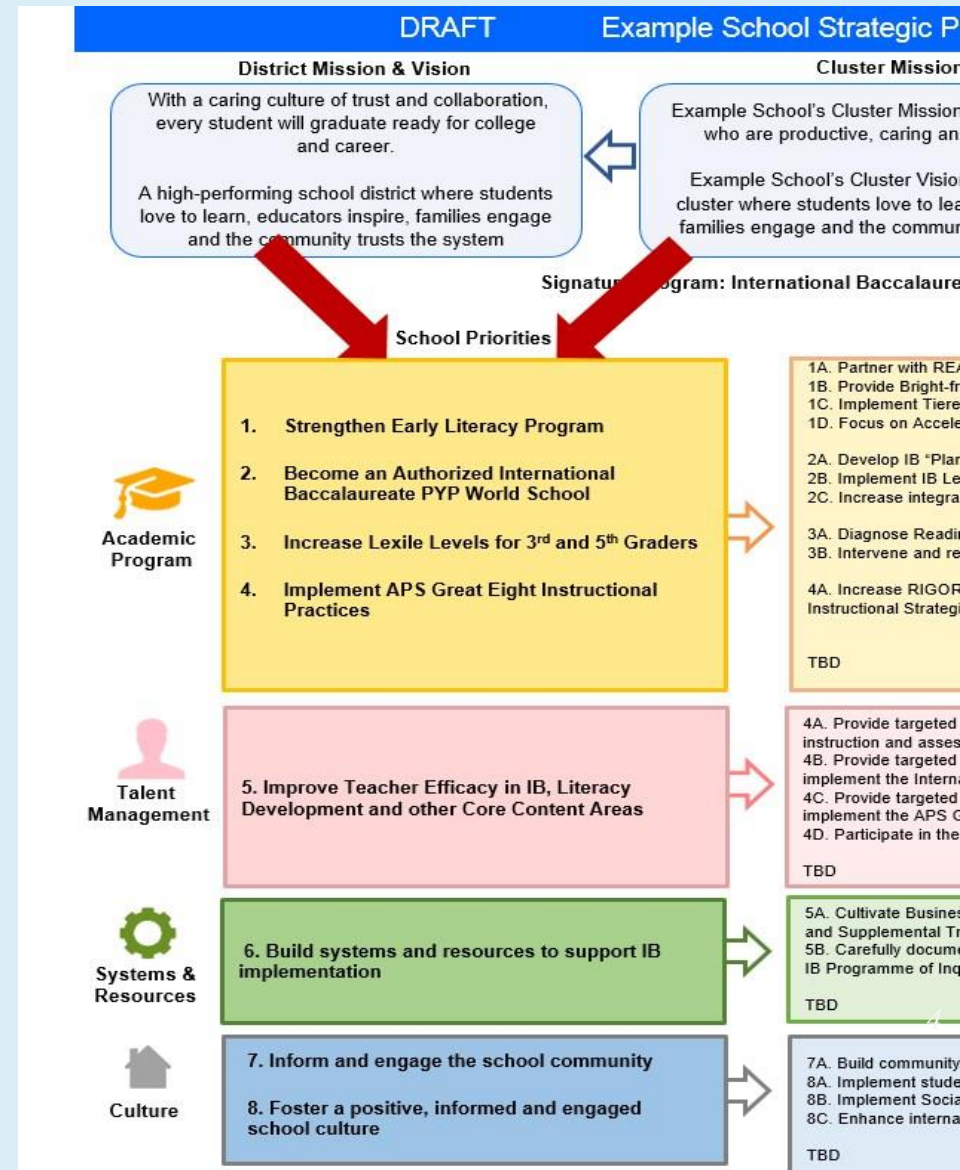 DRAFT Example School Strategic P
District Mission & Vision
With a caring culture of trust and collaboration,
every student will graduate ready for college
and career.
A high-performing school district where students
love to learn, educators inspire, families engage
and the community trusts the system
Cluster Mission
Example School's Cluster Mission
who are productive, caring an
Example School's Cluster Visio
cluster where students love to lea
families engage and the commun
Signatu ogram: International Baccalaure
School Priorities
Academic
Program
1. Strengthen Early Literacy Program
2. Become an Authorized International
Baccalaureate PYP World School
3. Increase Lexile Levels for 3rd and 5th Graders
4. Implement APS Great Eight Instructional
Practices
1A. Partner with REA
1B. Provide Bright-fr
1C. Implement Tiere
1D. Focus on Accele
2A. Develop IB "Plan
2B. Implement IB Le
2C. Increase integra
3A. Diagnose Readin
3B. Intervene and re
4A. Increase RIGOR
Instructional Strategi
TBD
Talent
Management
5. Improve Teacher Efficacy in IB, Literacy
Development and other Core Content Areas
4A. Provide targeted
instruction and asses
4B. Provide targeted
implement the Interna
4C. Provide targeted
implement the APS G
4D. Participate in the
TBD
Systems &
Resources
6. Build systems and resources to support IB
implementation
5A. Cultivate Busines
and Supplemental Tr
5B. Carefully docume
IB Programme of Inq
TBD
4
Culture
7. Inform and engage the school community
8. Foster a positive, informed and engaged
school culture
7A. Build community
8A. Implement stude
8B. Implement Socia
8C. Enhance interna
TBD